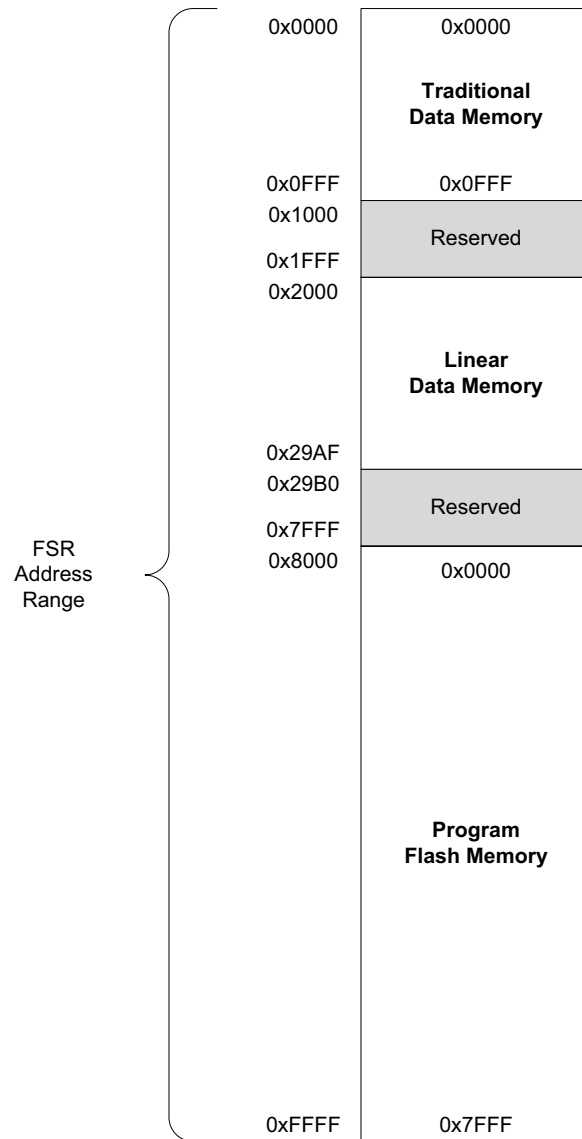 0x0000 0x0000
Traditional
Data Memory
0x0FFF 0x0FFF
0x1000
Reserved
0x1FFF
0x2000
Linear
Data Memory
0x29AF
0x29B0
Reserved
0x7FFF
FSR
Address
Range
0x8000 0x0000
Program
Flash Memory
0xFFFF 0x7FFF